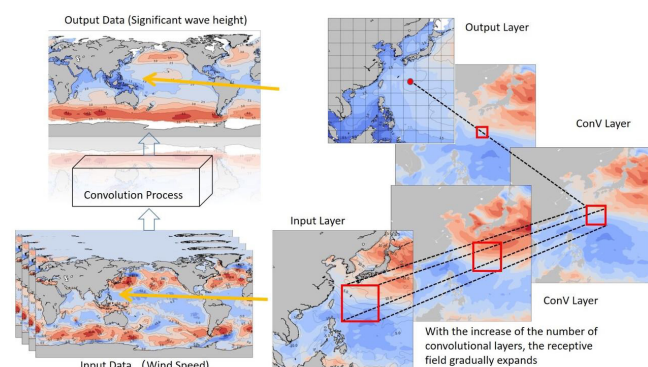 Output Data (Significant wave height)
Output Layer
ConV Layer
Convolution Process
Input Layer
ConV Layer
With the increase of the number of
convolutional layers, the receptive
field gradually expands
Input Data （Wind Speed)